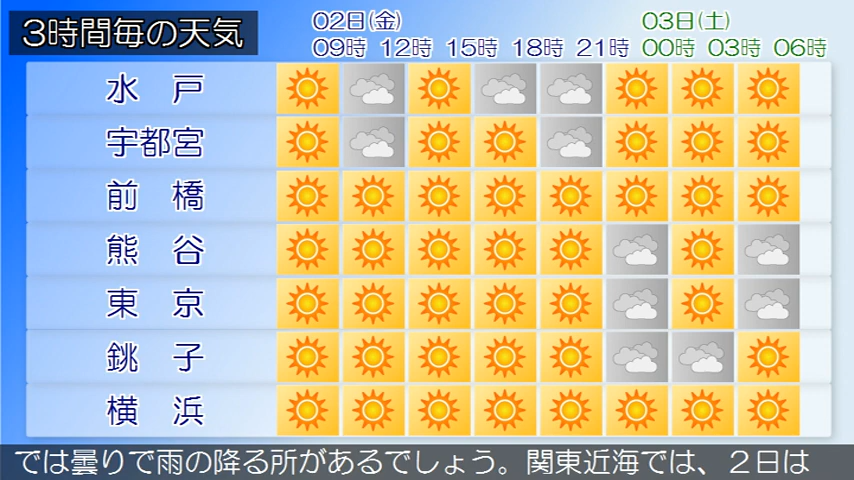 3時間毎の天気
02日(金) 03日(土)
09時 12時 15時 18時 21時 00時 03時 06時
水 戸
宇都宮
前 橋
熊 谷
東 京
銚 子
横 浜
では曇りで雨の降る所があるでしょう。関東近海では、２日は